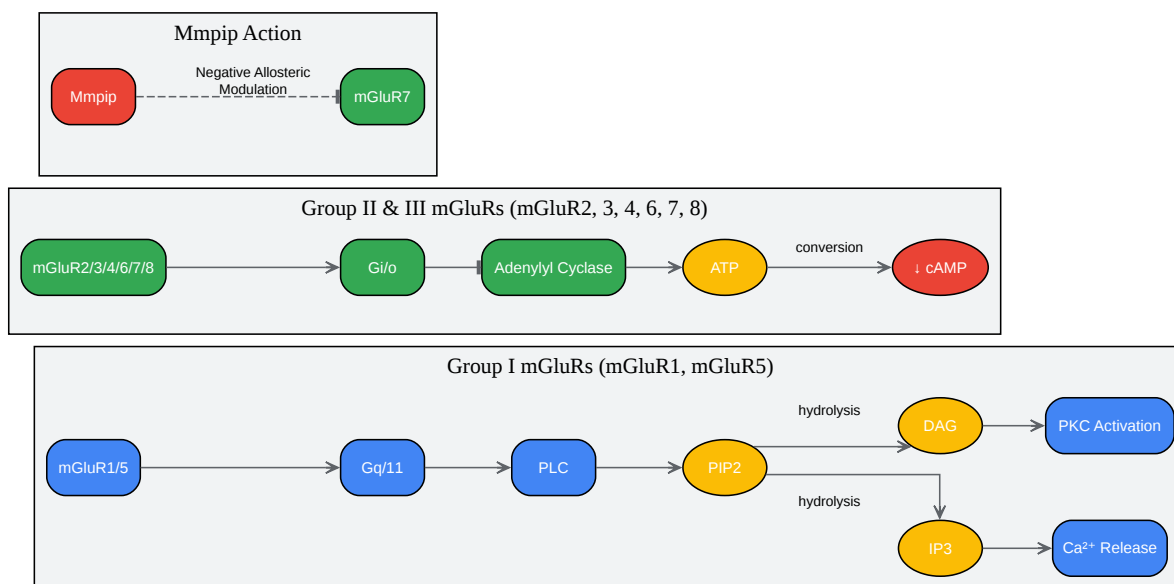 Mmpip Action
Mmpip
Negative Allosteric
Modulation
mGluR7
Group II & III mGluRs (mGluR2, 3, 4, 6, 7, 8)
mGluR2/3/4/6/7/8
Gi/o
Adenylyl Cyclase
ATP
conversion
↓ cAMP
Group I mGluRs (mGluR1, mGluR5)
mGluR1/5
Gq/11
PLC
PIP2
hydrolysis
DAG
PKC Activation
hydrolysis
IP3
Ca²⁺ Release